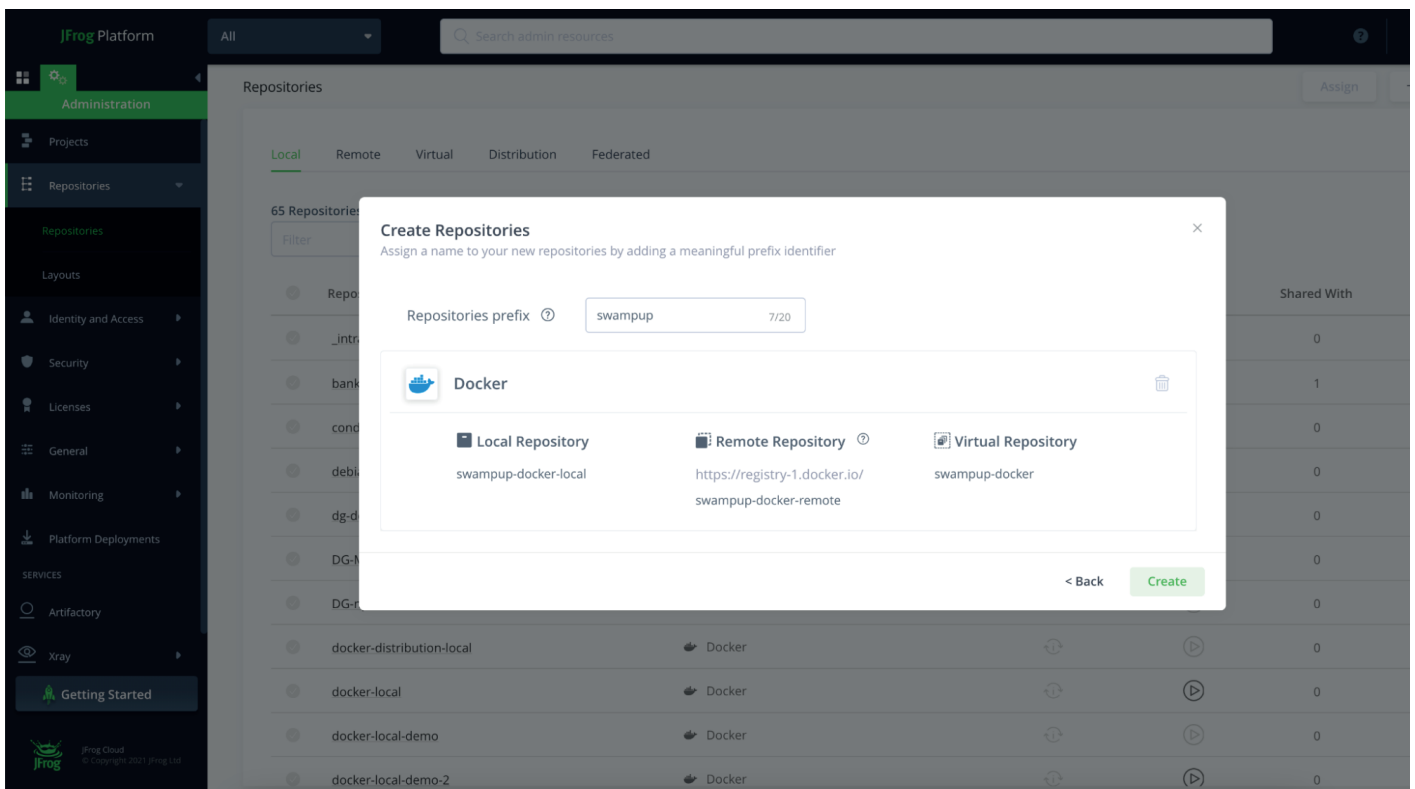 JFrog Platform
All
Search admin resources
Administration
Repositories
Assign
Projects
Repositories
Repositories
Layouts
Identity and Access
Security
Licenses
General
Monitoring
Platform Deployments
SERVICES
Artifactory
Xray
Getting Started
JFrog
JFrog Cloud
© Copyright 2021 JFrog Ltd
Local Remote Virtual Distribution Federated
65 Repositories
Filter
Shared With
Create Repositories
Assign a name to your new repositories by adding a meaningful prefix identifier
Repositories prefix swampup 7/20
Docker
Local Repository Remote Repository Virtual Repository
swampup-docker-local https://registry-1.docker.io/ swampup-docker
swampup-docker-remote
< Back Create
0
1
0
0
0
0
0
docker-distribution-local Docker 0
docker-local Docker 0
docker-local-demo Docker 0
docker-local-demo-2 Docker 0